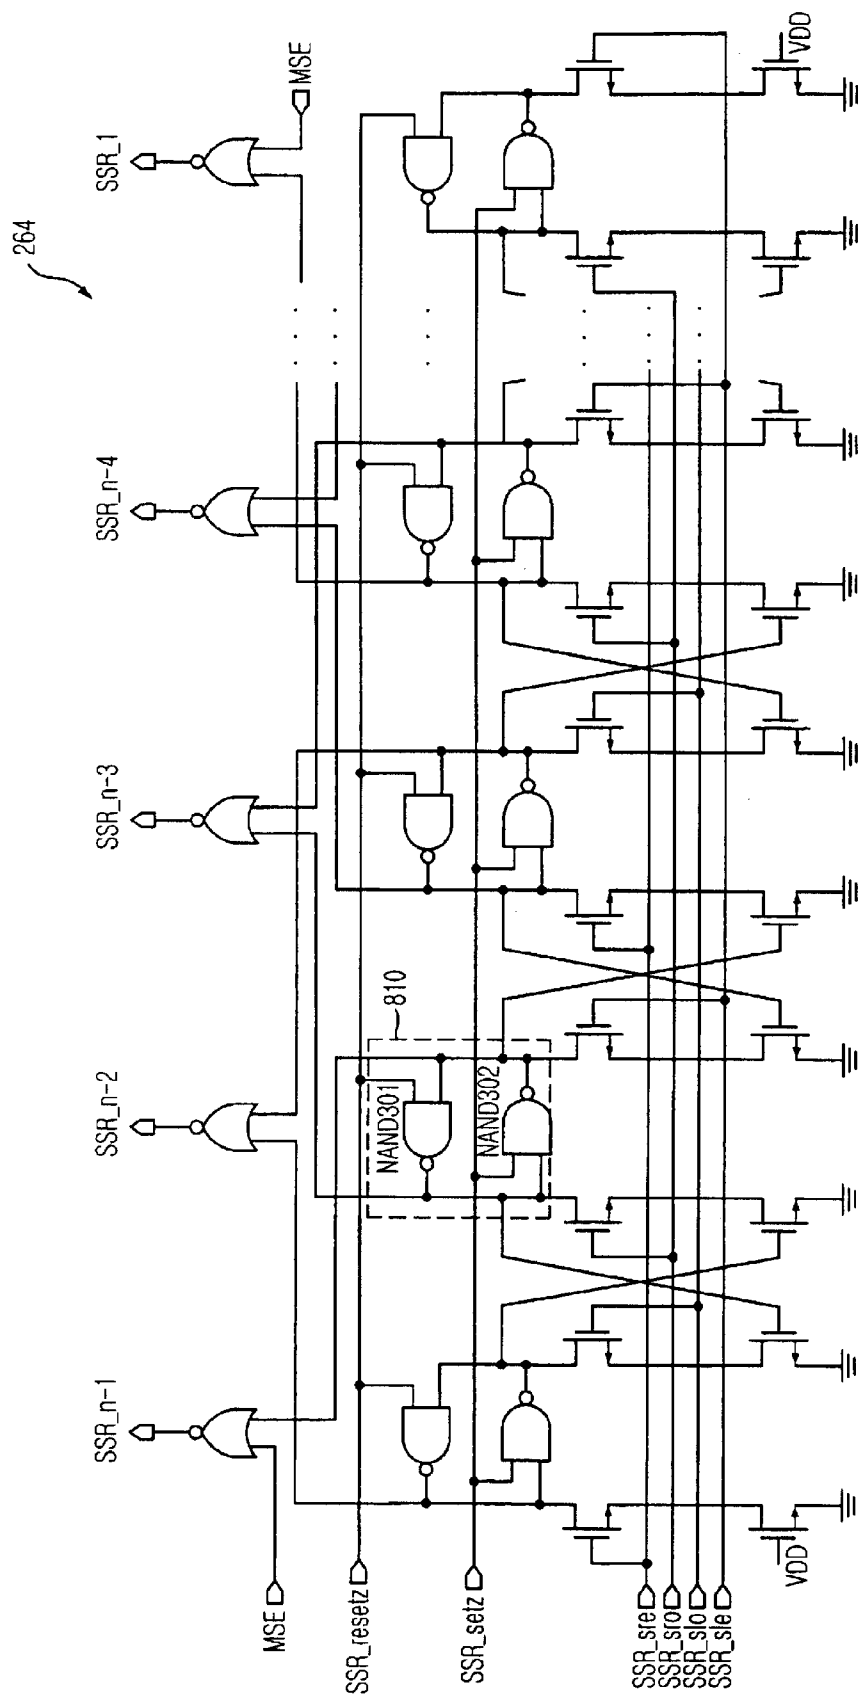 264
SSR_n-1
SSR_n-2
SSR_n-3
SSR_n-4
SSR_1
MSE
MSE
SSR_resetz
810
NAND301
NAND302
SSR_setz
SSR_sre
SSR_sro
SSR_slo
SSR_sle
VDD
VDD